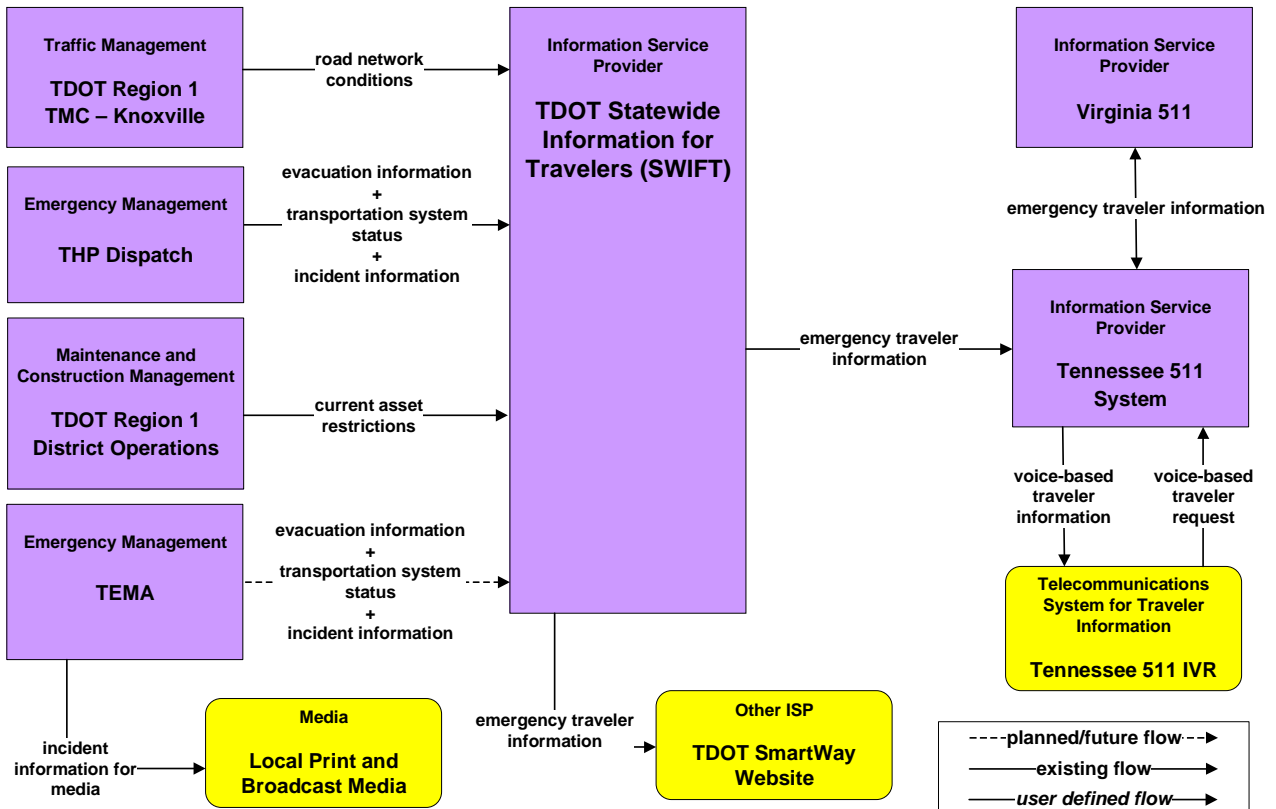 Traffic Management
TDOT Region 1
TMC – Knoxville
road network
conditions
Information Service
Provider
TDOT Statewide
Information for
Travelers (SWIFT)
Information Service
Provider
Virginia 511
Emergency Management
THP Dispatch
evacuation information
+
transportation system
status
+
incident information
emergency traveler information
Maintenance and
Construction Management
TDOT Region 1
District Operations
current asset
restrictions
emergency traveler
information
Information Service
Provider
Tennessee 511
System
voice-based
traveler
information
voice-based
traveler
request
Emergency Management
TEMA
evacuation information
+
transportation system
status
+
incident information
Telecommunications
System for Traveler
Information
Tennessee 511 IVR
incident
information for
media
Media
Local Print and
Broadcast Media
emergency traveler
information
Other ISP
TDOT SmartWay
Website
planned/future flow
existing flow
user defined flow